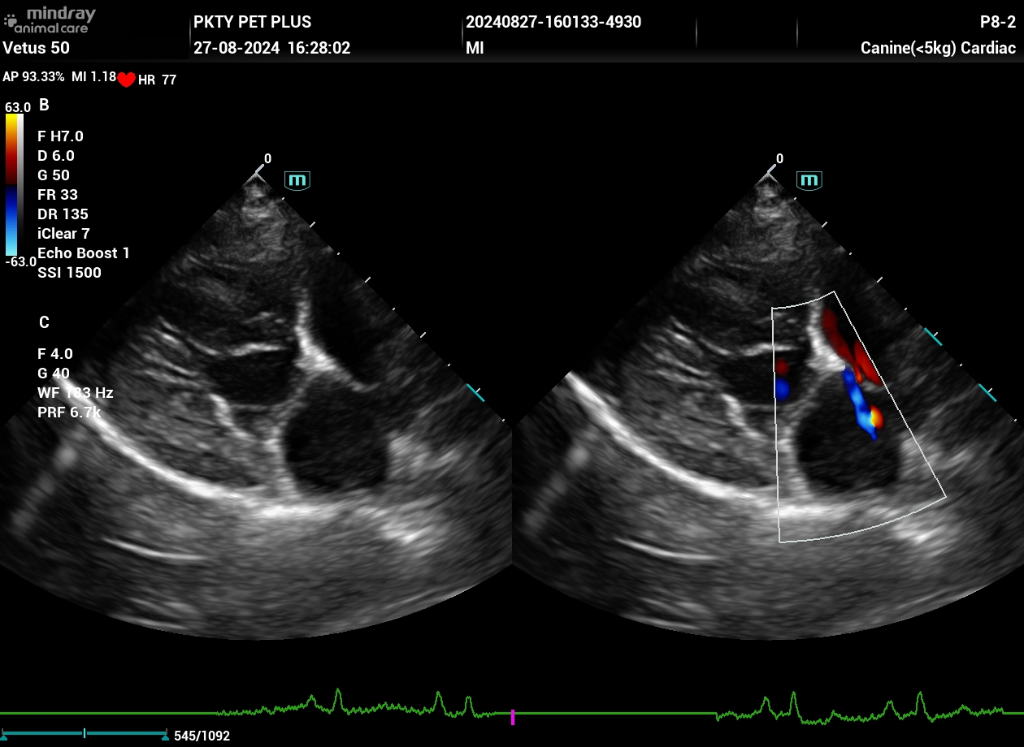 mindray
animalcare
Vetus 50
PKTY PET PLUS
27-08-2024 16:28:02
20240827-160133-4930
MI
P8-2
Canine(<5kg) Cardiac
AP 93.33% MI 1.18 HR 77
63.0
-63.0
B
F H7.0
D 6.0
G 50
FR 33
DR 135
iClear 7
Echo Boost 1
SSI 1500
C
F 4.0
G 40
WF 183 Hz
PRF 6.7k
0
m
0
m
545/1092